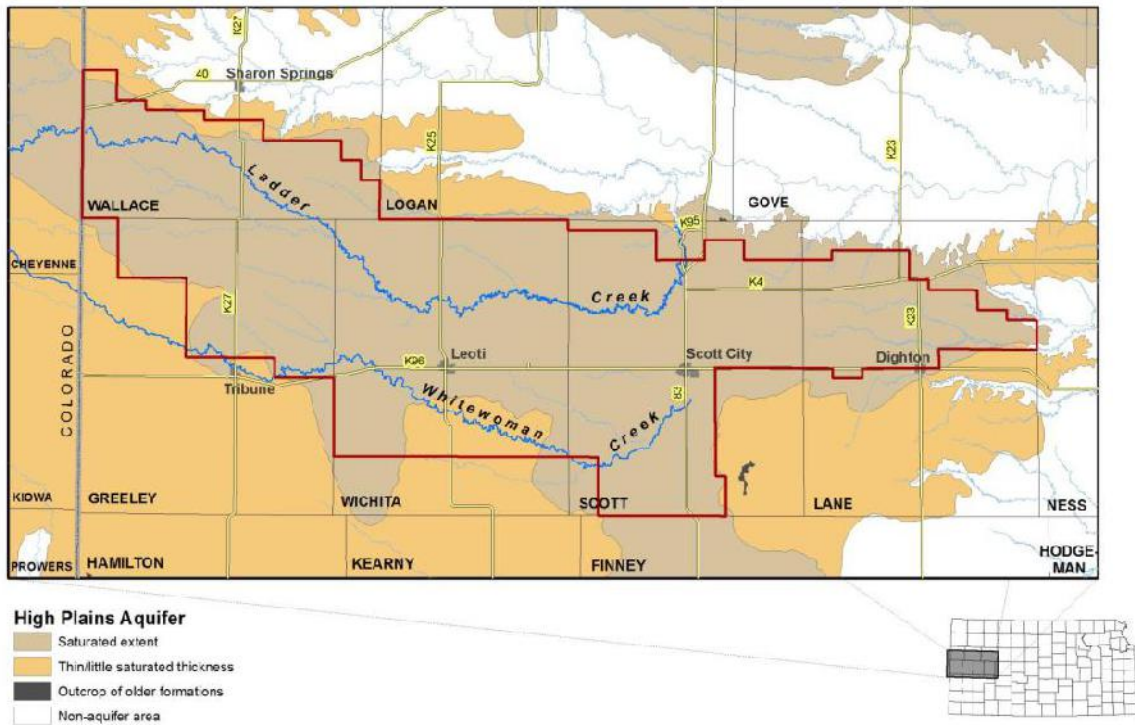 K27
40
Sharon Springs
K25
K23
Ladder
WALLACE
LOGAN
GOVE
K95
CHEYENNE
K27
Creek
K4
K23
COLORADO
K96
Leoti
Scott City
Dighton
Tribune
Whitewoman
Creek
83
KIOWA
GREELEY
WICHITA
SCOTT
LANE
NESS
PROWERS
HAMILTON
KEARNY
FINNEY
HODGE-
MAN
High Plains Aquifer
Saturated extent
Thin/little saturated thickness
Outcrop of older formations
Non-aquifer area